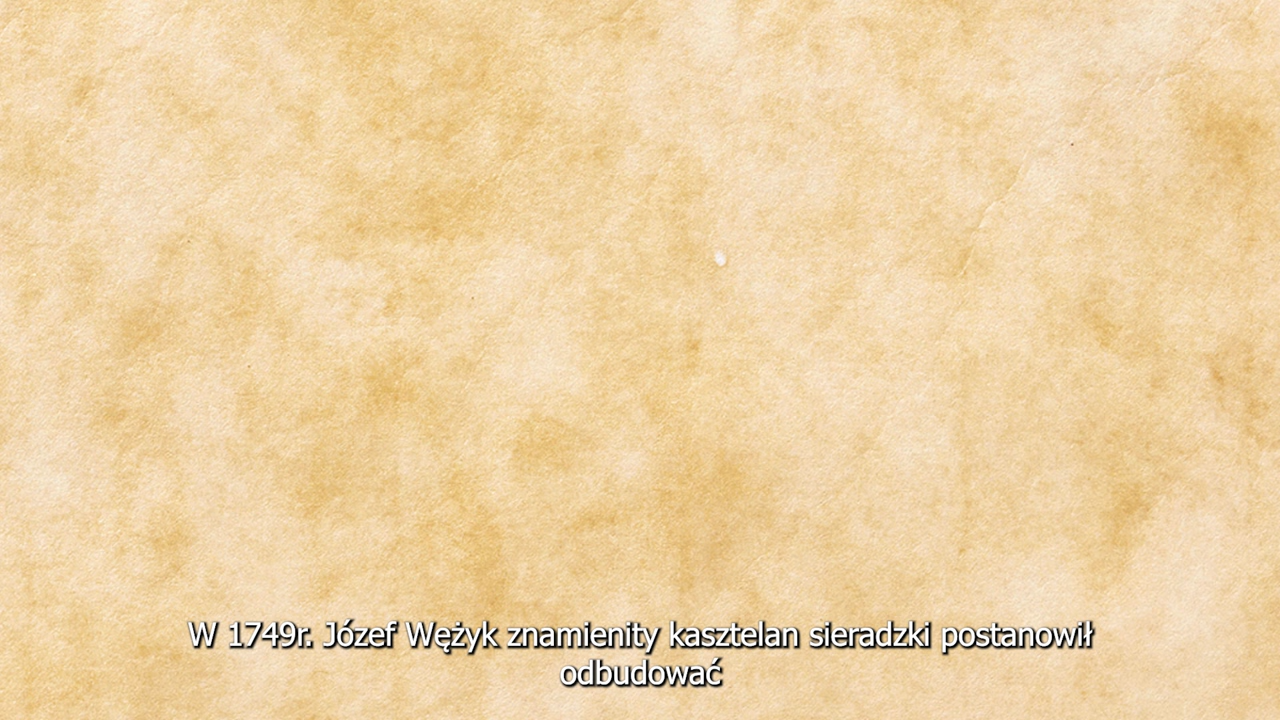 W 1749r. Józef Wężyk znamienity kasztelan sieradzki postanowił
odbudować